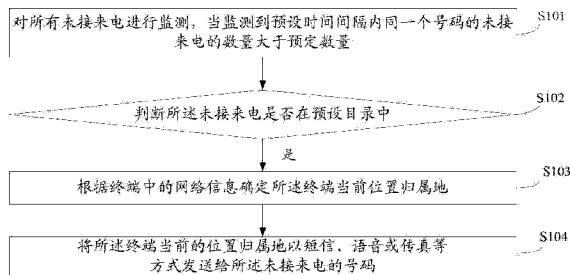 对所有未接来电进行监测，当监测到预设时间间隔内同一个号码的未接
来电的数量大于预定数量
S101
判断所述未接来电是否在预设目录中
S102
是
根据终端中的网络信息确定所述终端当前位置归属地
S103
将所述终端当前的位置归属地以短信、语音或传真等
方式发送给所述未接来电的号码
S104